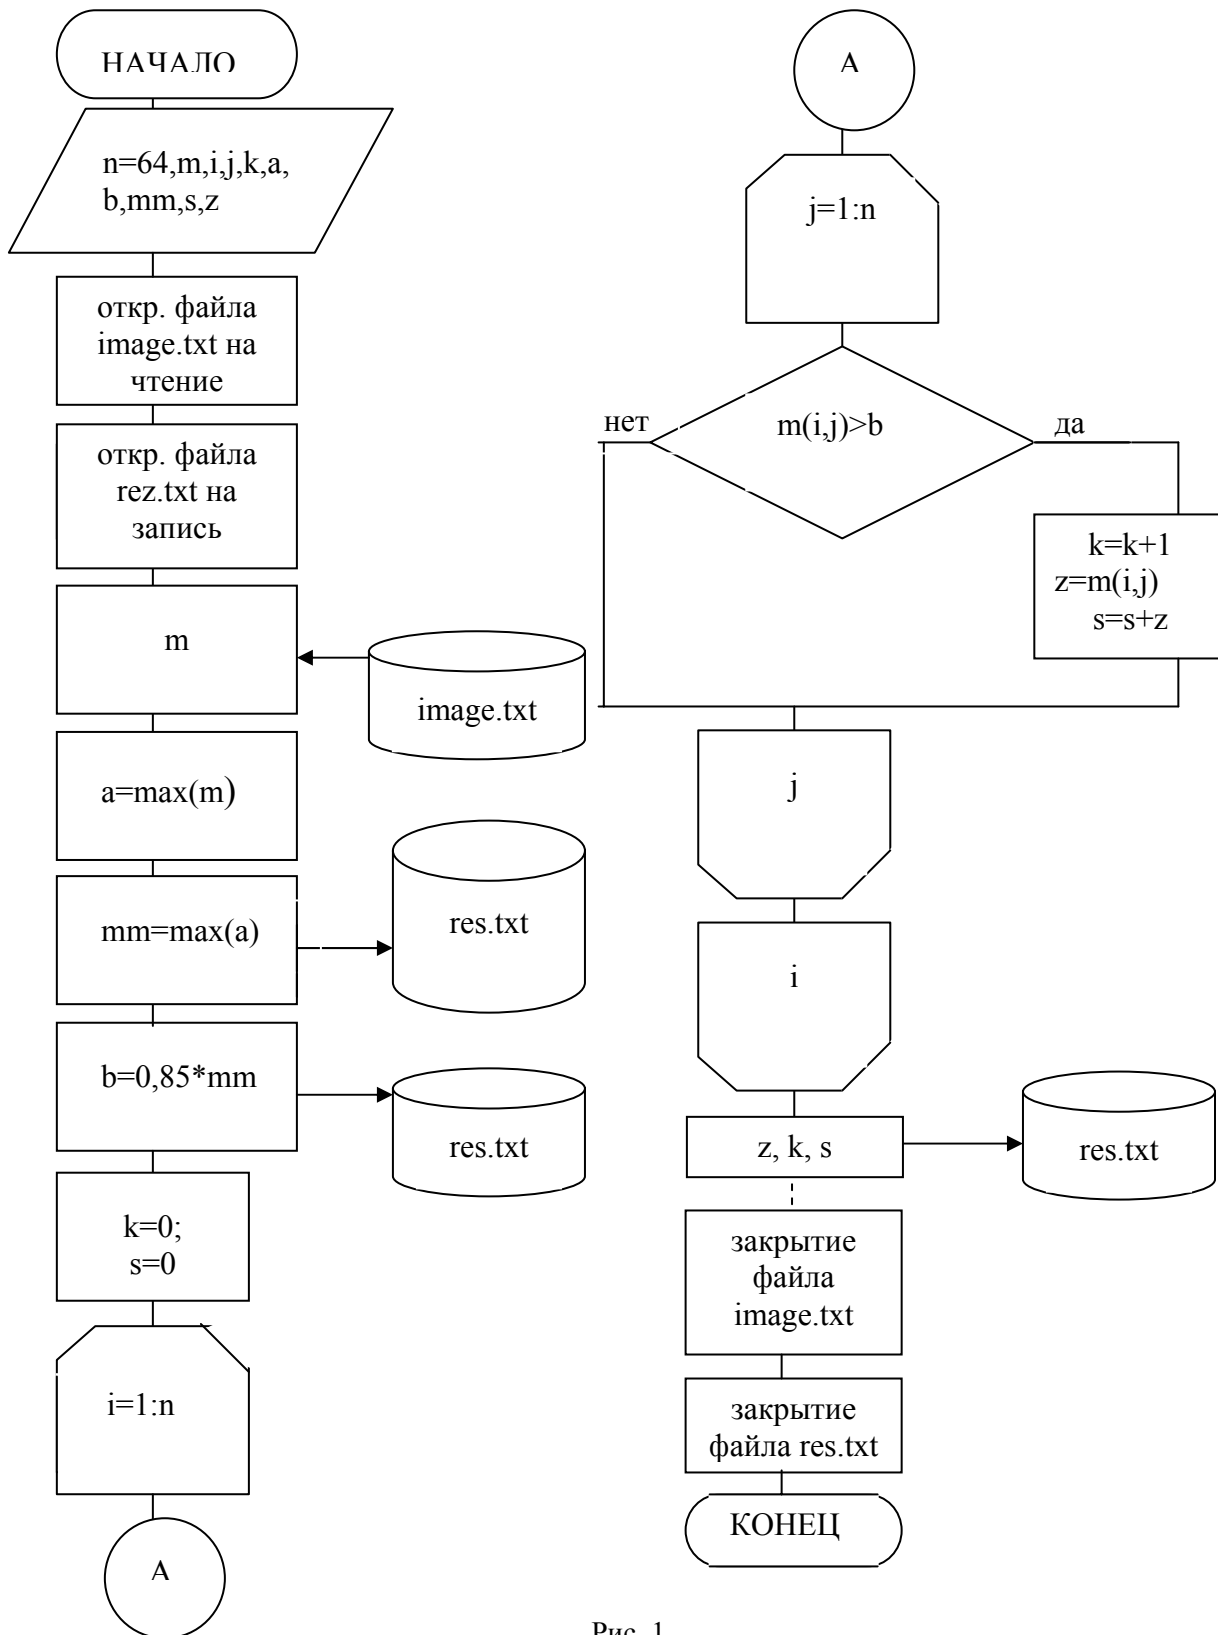 НАЧАЛО
n=64,m,i,j,k,a,
b,mm,s,z
откр. файла
image.txt на
чтение
откр. файла
rez.txt на
запись
m
image.txt
a=max(m)
mm=max(a)
res.txt
b=0,85*mm
res.txt
k=0;
s=0
i=1:n
А
А
j=1:n
m(i,j)>b
нет
да
k=k+1
z=m(i,j)
s=s+z
j
i
z, k, s
res.txt
закрытие
файла
image.txt
закрытие
файла res.txt
КОНЕЦ
Рис. 1